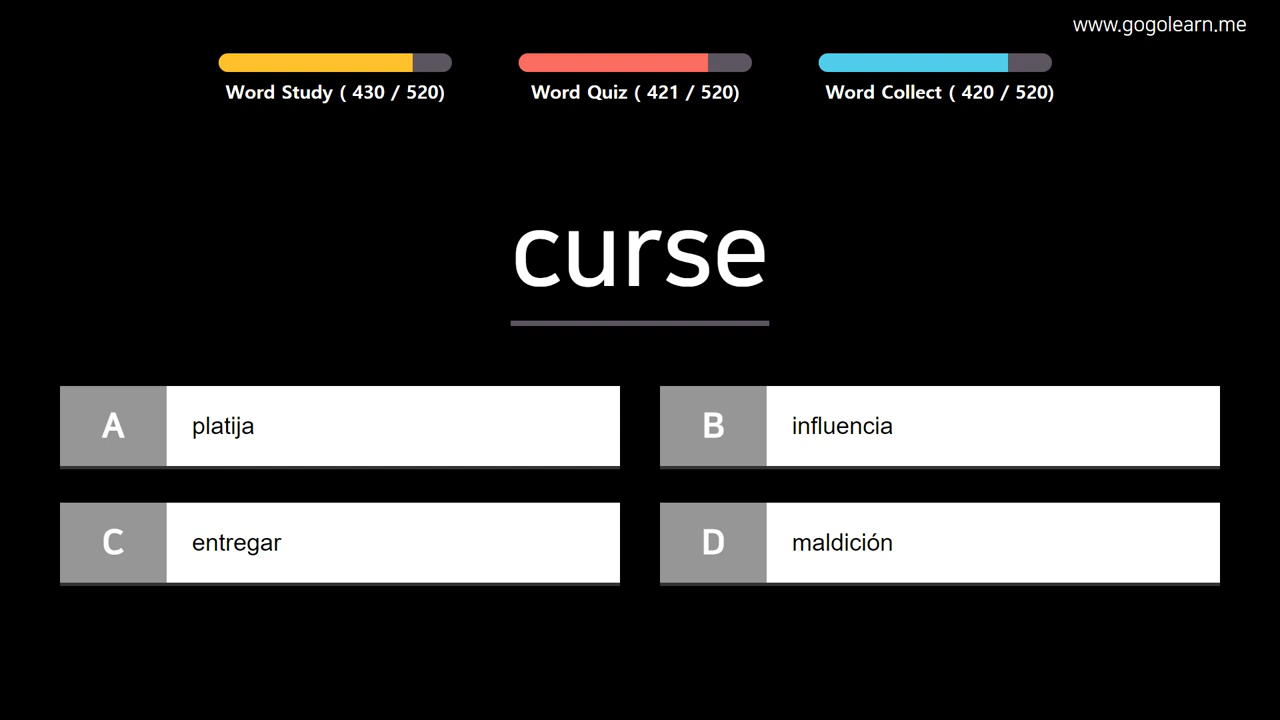 www.gogolearn.me
Word Study ( 430 / 520)
Word Quiz ( 421 / 520)
Word Collect ( 420 / 520)
curse
A
platija
B
influencia
C
entregar
D
maldición